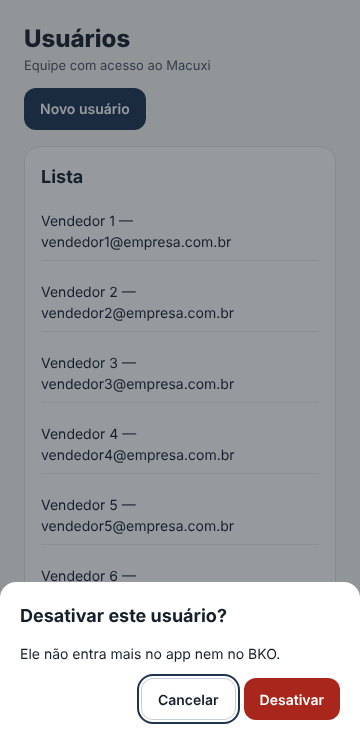 Usuários
Equipe com acesso ao Macuxi
Novo usuário
Lista
Vendedor 1 —
vendedor1@empresa.com.br
Vendedor 2 —
vendedor2@empresa.com.br
Vendedor 3 —
vendedor3@empresa.com.br
Vendedor 4 —
vendedor4@empresa.com.br
Vendedor 5 —
vendedor5@empresa.com.br
Vendedor 6 —
Desativar este usuário?
Ele não entra mais no app nem no BKO.
Cancelar
Desativar